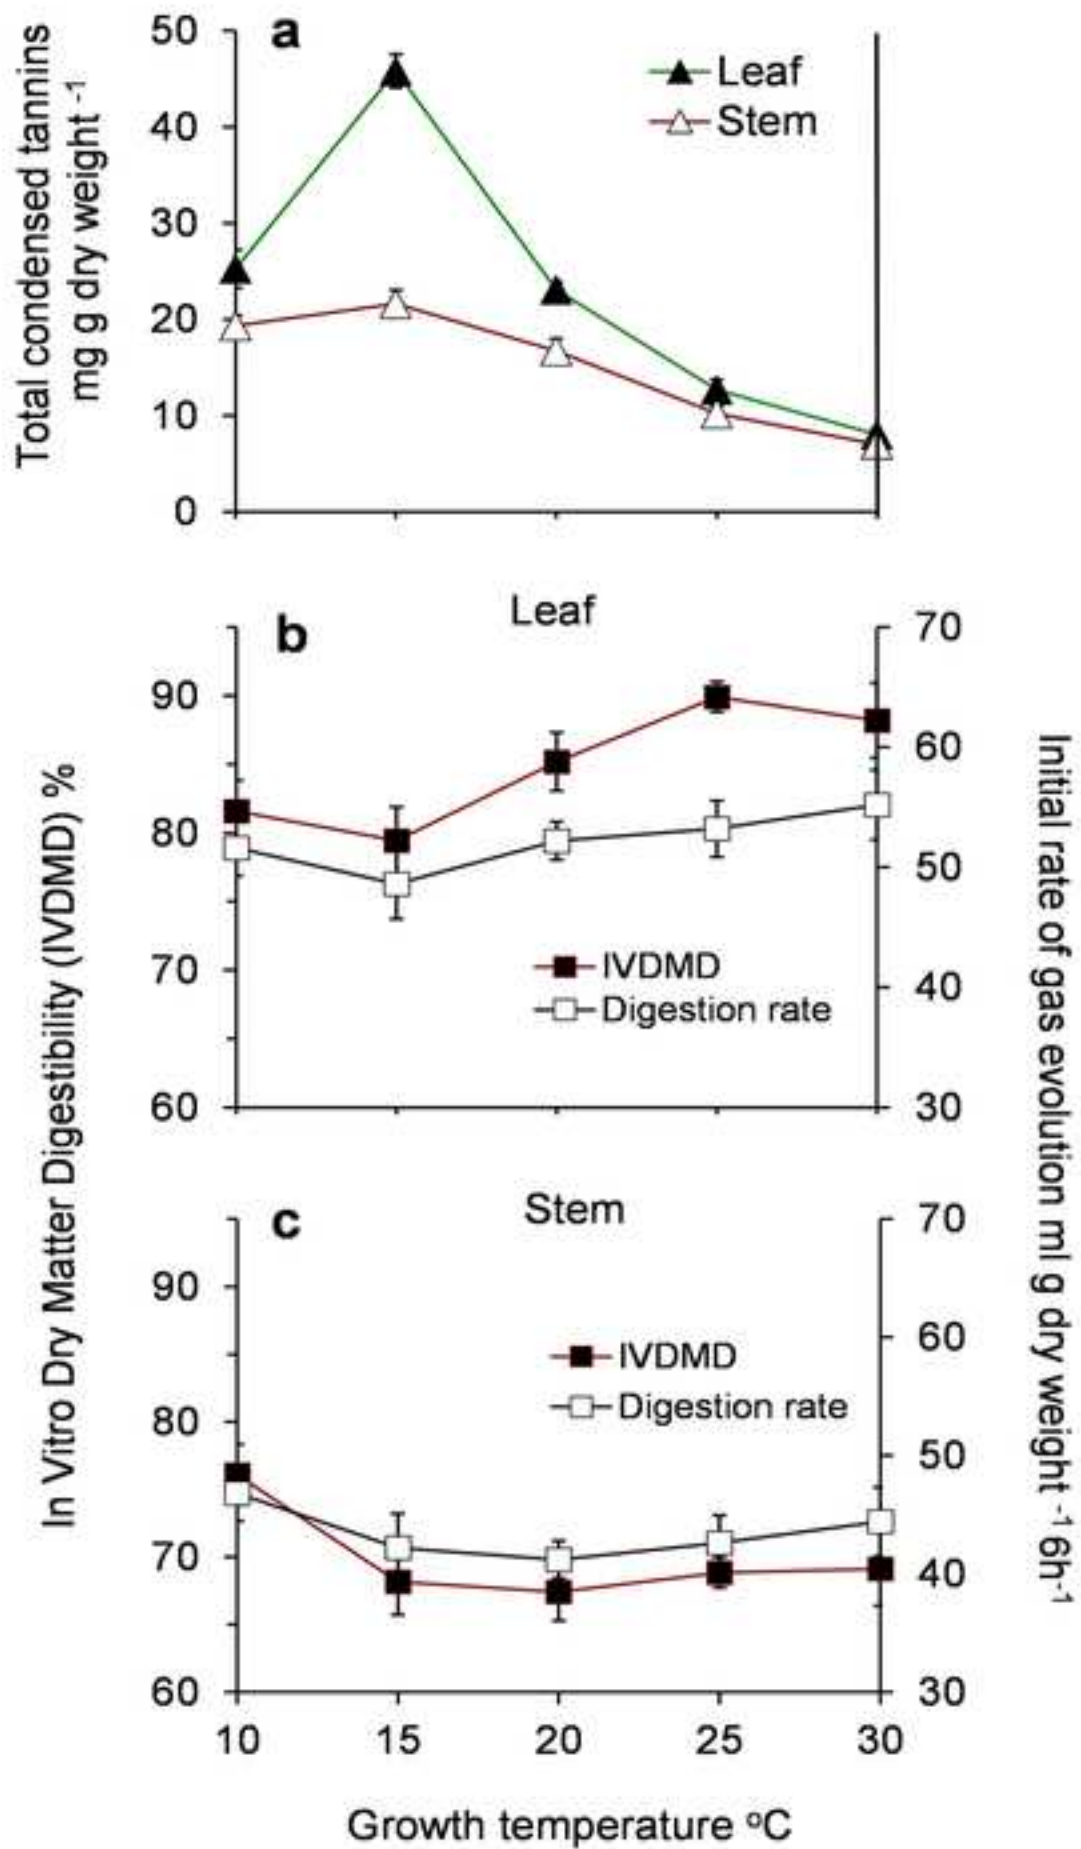 a
Total condensed tannins
mg g dry weight -1
50
40
30
20
10
0
Leaf
Stem
b
Leaf
90
80
70
60
70
60
50
40
30
IVDMD
Digestion rate
In Vitro Dry Matter Digestibility (IVDMD) %
Initial rate of gas evolution ml g dry weight -16h-1
c
Stem
90
80
70
60
70
60
50
40
30
IVDMD
Digestion rate
10 15 20 25 30
Growth temperature oC